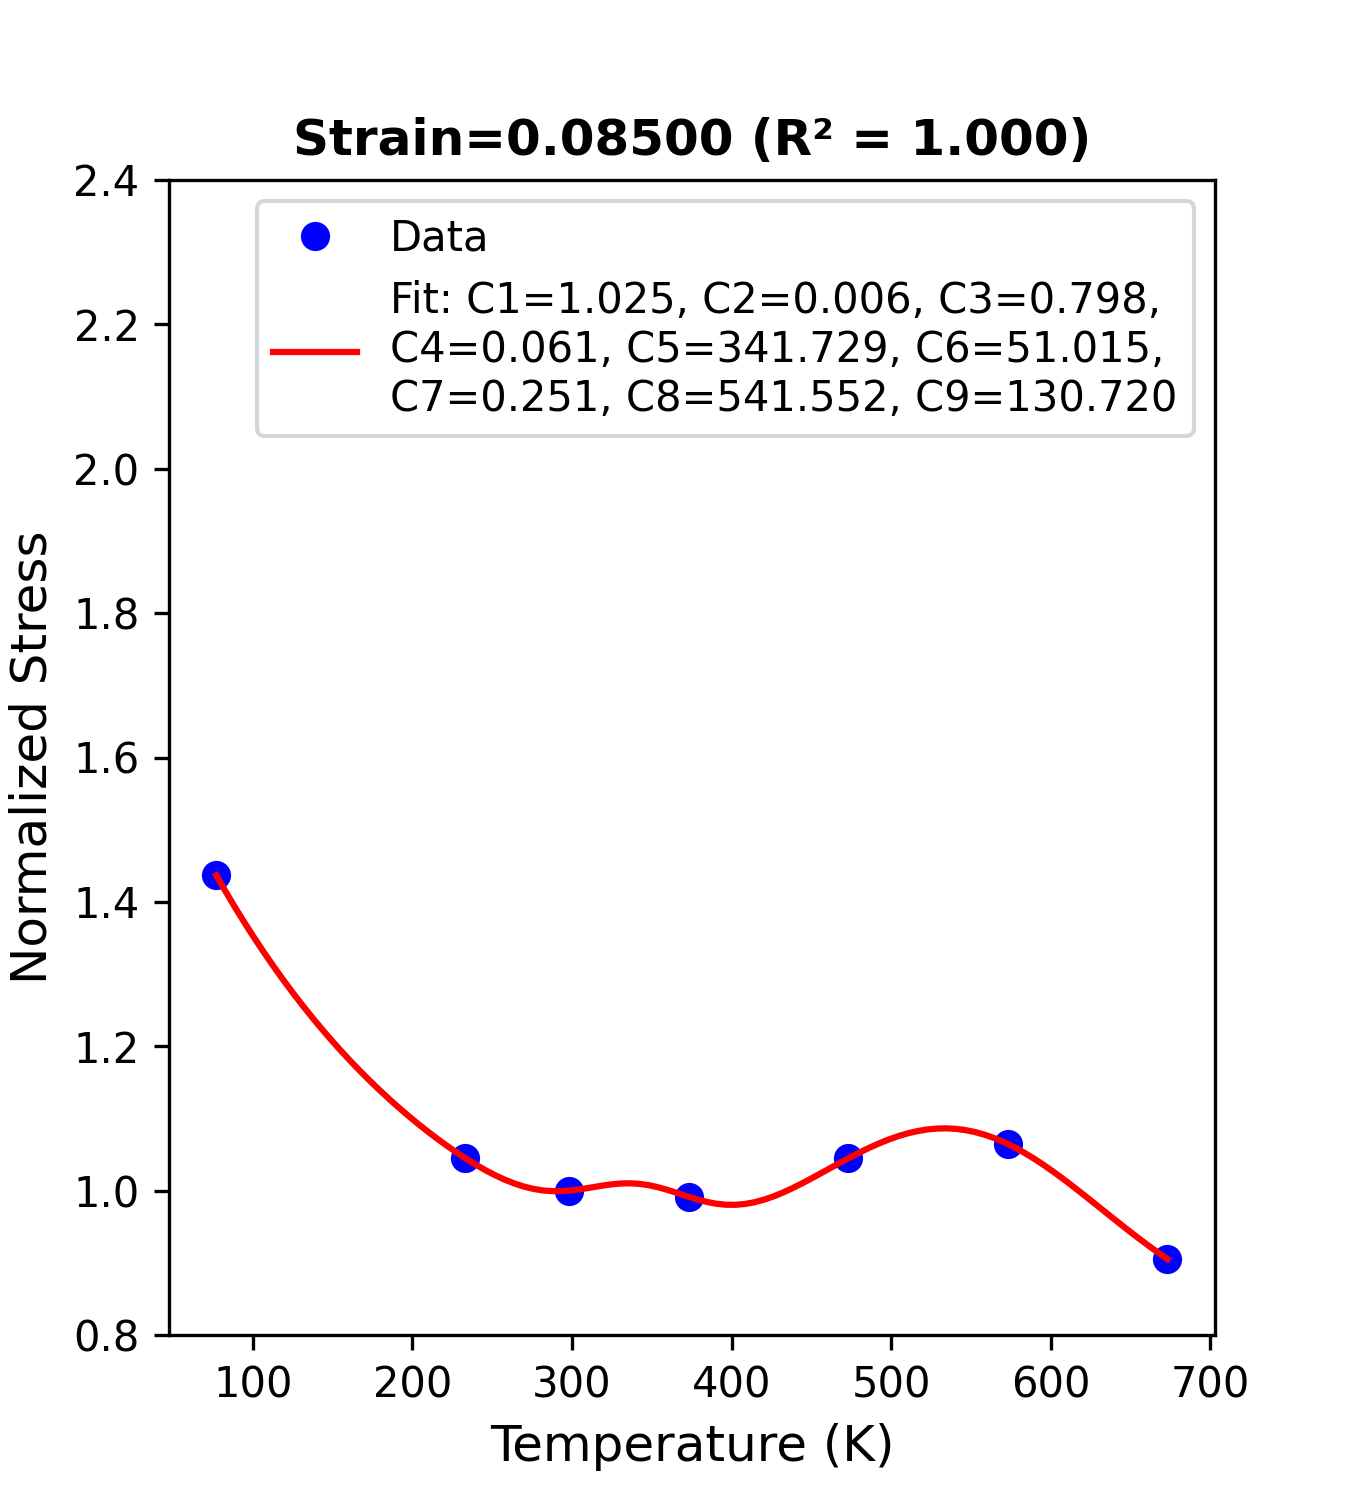 Strain=0.08500 (R² = 1.000)
Data
Fit: C1=1.025, C2=0.006, C3=0.798,
C4=0.061, C5=341.729, C6=51.015,
C7=0.251, C8=541.552, C9=130.720
2.4
2.2
2.0
1.8
1.6
1.4
1.2
1.0
0.8
Normalized Stress
100 200 300 400 500 600 700
Temperature (K)